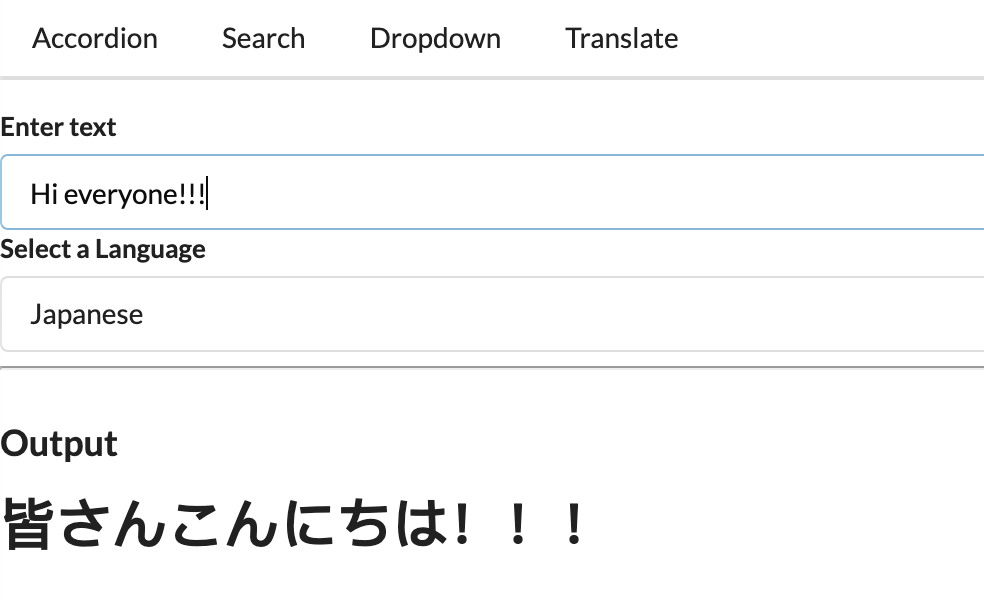 Accordion Search Dropdown Translate
Enter text
Hi everyone!!!
Select a Language
Japanese
Output
皆さんこんにちは！！！